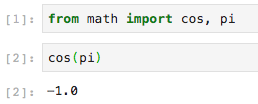 [1]: from math import cos, pi
[2]: cos(pi)
[2]: -1.0